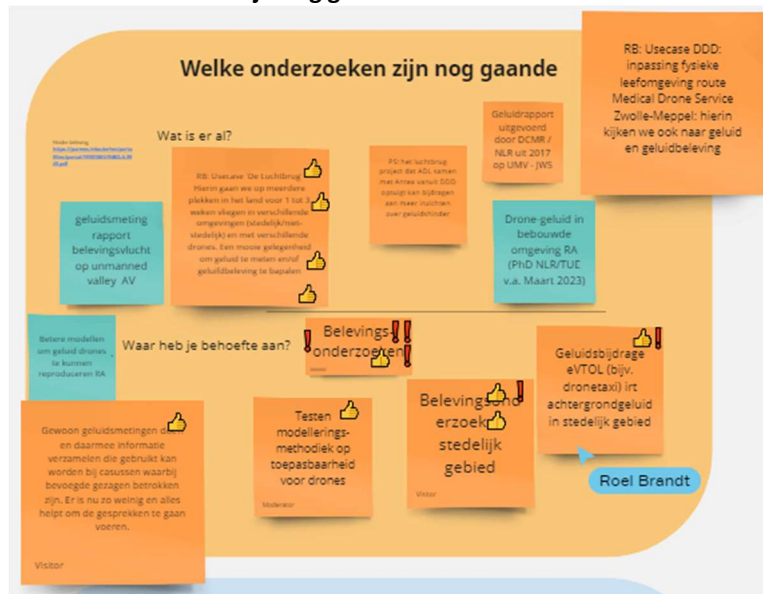 Welke onderzoeken zijn nog gaande
RB: Usecase DDD:
inpassing fysieke
leefomgeving route
Medical Drone Service
Zwolle-Meppel: hierin
kijken we ook naar geluid
en geluidbeleving
Geluidrapport
uitgevoerd
door DCMR /
NLR uit 2017
op UMV - JWS
Wat is er al?
RB: Usecase 'De Luchtbrug'
Hierin gaan we op meerdere
plekken in het land voor 1 tot 3
weken vliegen in verschillende
omgevingen (stedelijk/niet-
stedelijk) en met verschillende
drones. Een mooie gelegenheid
om geluid te meten en/of
geluifdbeleving te bapalen
PS: het luchtbrug
project dat ADL samen
met Antea vanuit DDD
oppakt kan bijdragen
aan meer inzichten
over geluidshinder
geluidsmeting
rapport
belevingsvlucht
op unmanned
valley AV
Drone-geluid in
bebouwde
omgeving RA
(PhD NLR/TUE
v.a. Maart 2023)
Betere modellen
om geluid drones
te kunnen
reproduceren RA
Waar heb je behoefte aan?
Belevings-
onderzoeken
Geluidsbijdrage
eVTOL (bijv.
dronetaxi) irt
achtergrondgeluid
in stedelijk gebied
Belevingsond
erzoek
stedelijk
gebied
Visitor
Testen
modellerings-
methodiek op
toepasbaarheid
voor drones
Moderator
Gewoon geluidsmetingen doen
en daarmee informatie
verzamelen die gebruikt kan
worden bij casussen waarbij
bevoegde gezagen betrokken
zijn. Er is nu zo weinig en alles
helpt om de gesprekken te gaan
voeren.
Visitor
Roel Brandt